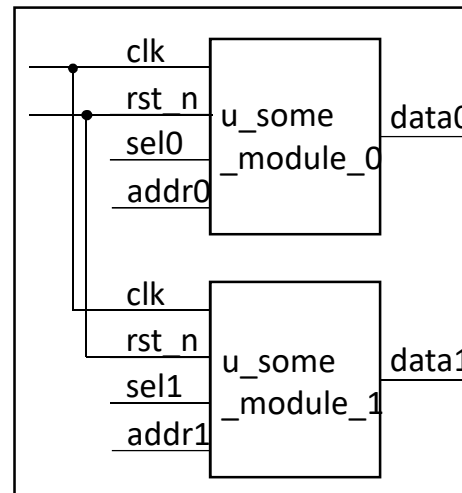 clk
rst_n
sel0
addr0
u_some
_module_0
data0
clk
rst_n
sel1
addr1
u_some
_module_1
data1